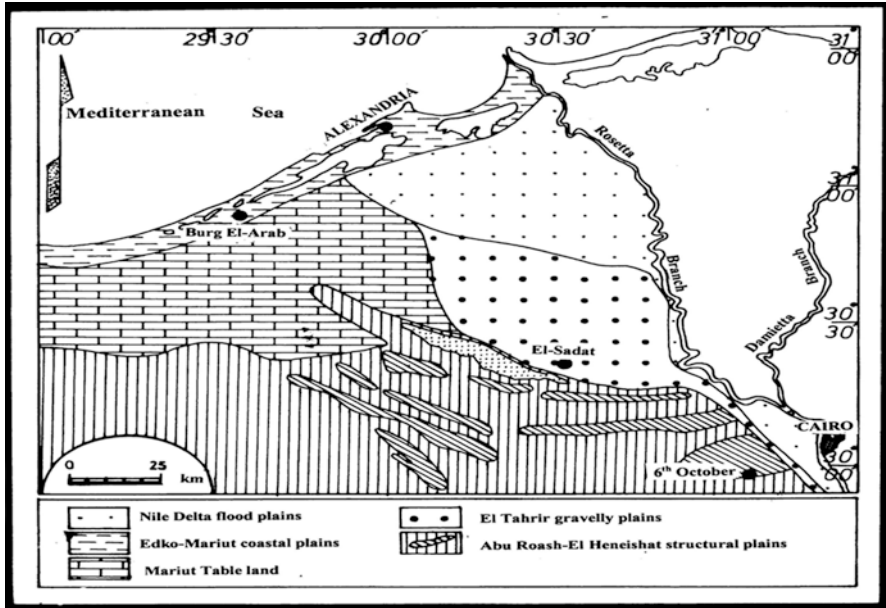 00' 29°30' 30°00' 30°30' 31°00
31
00
Mediterranean Sea
ALEXANDRIA
Rosetta
31
00
Burg El-Arab
Branch
Branch
30
30
El-Sadat
Damietta
CAIRO
6th October
30
00
0 25
km
Nile Delta flood plains
El Tahrir gravelly plains
Edko-Mariut coastal plains
Abu Roash-El Heneishat structural plains
Mariut Table land